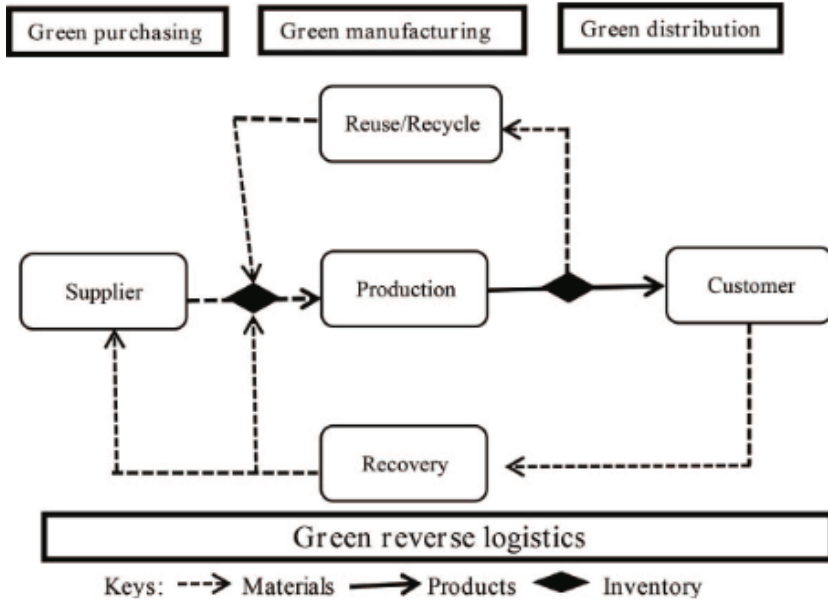 Green purchasing
Green manufacturing
Green distribution
Reuse/Recycle
Supplier
Production
Customer
Recovery
Green reverse logistics
Keys: Materials Products Inventory